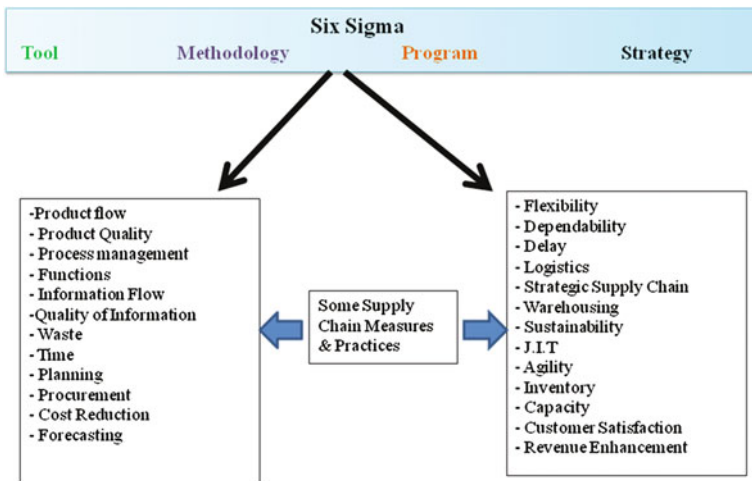 Six Sigma
Tool Methodology Program Strategy
-Product flow
- Product Quality
- Process management
- Functions
- Information Flow
-Quality of Information
- Waste
- Time
- Planning
- Procurement
- Cost Reduction
- Forecasting
Some Supply
Chain Measures
& Practices
- Flexibility
- Dependability
- Delay
- Logistics
- Strategic Supply Chain
- Warehousing
- Sustainability
- J.I.T
- Agility
- Inventory
- Capacity
- Customer Satisfaction
- Revenue Enhancement